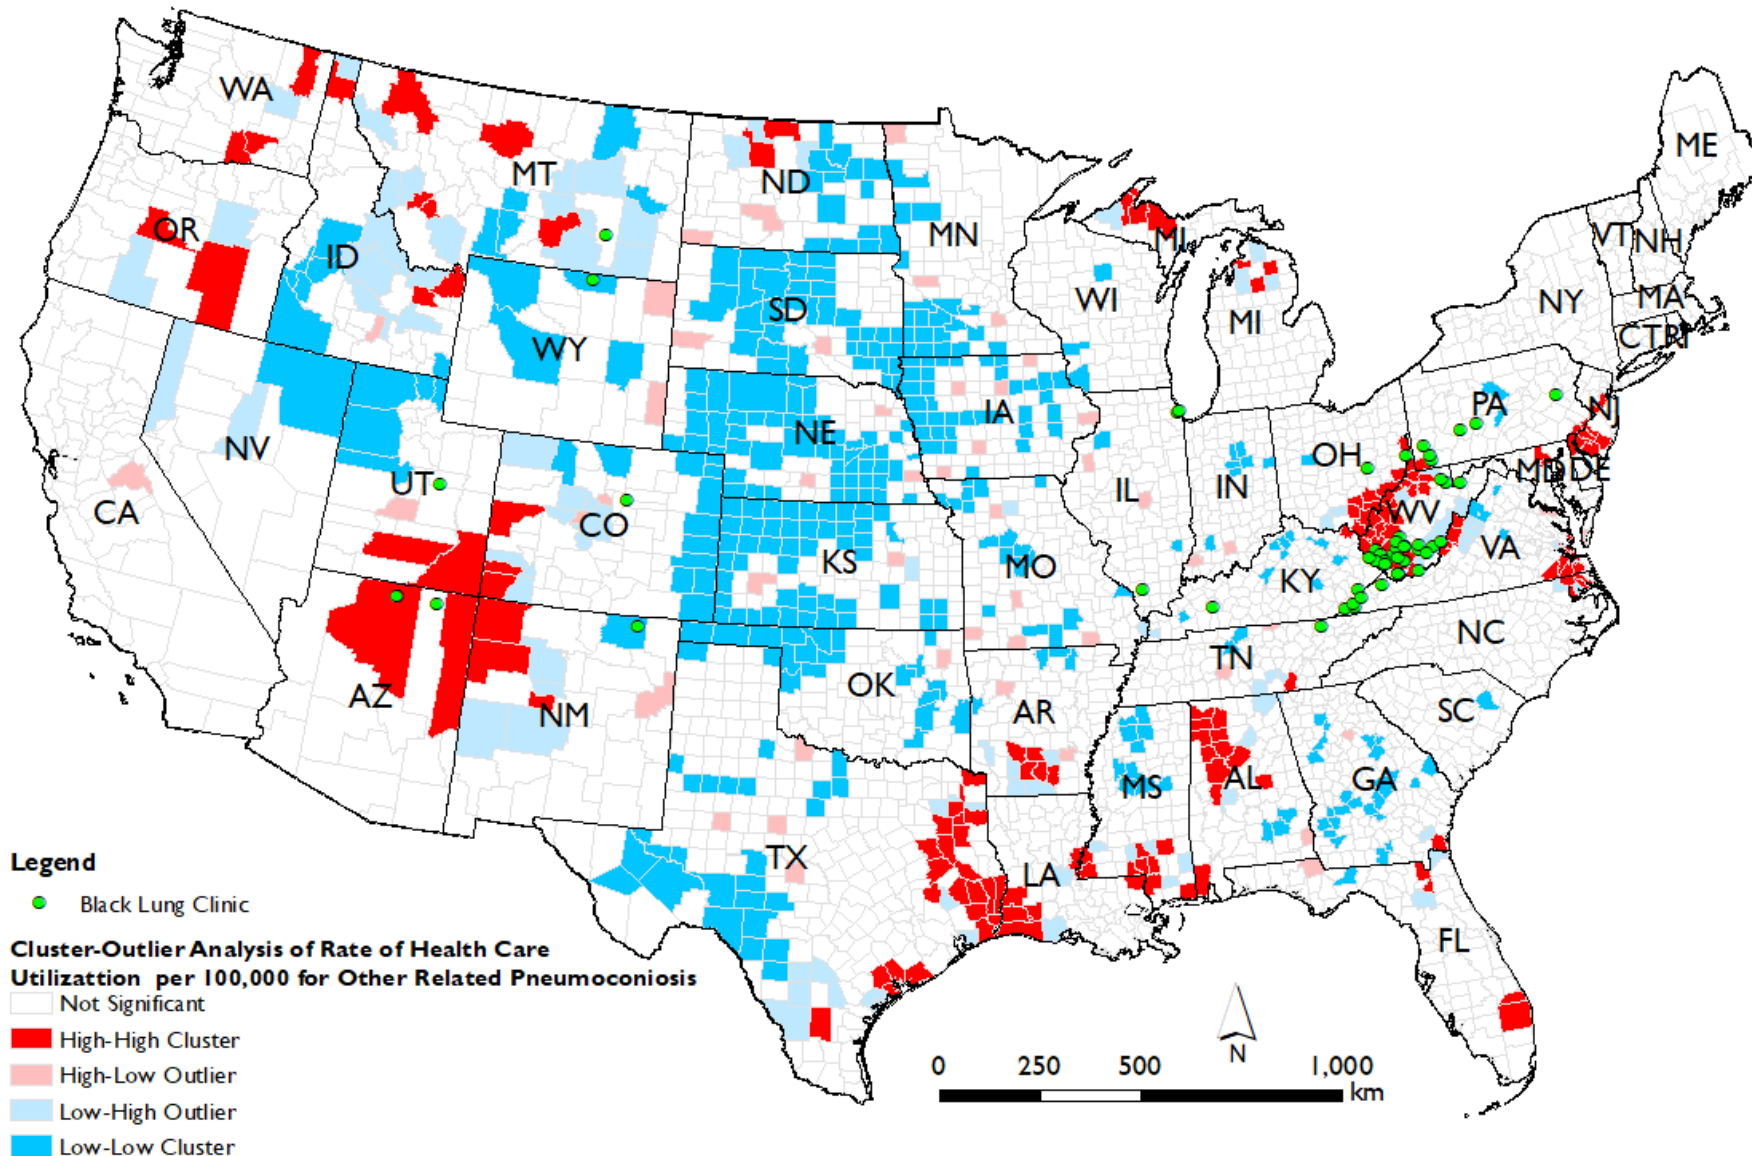 WA
ME
MT
ND
OR
MN
VT
NH
MI
ID
NY
MA
WI
SD
MI
CT
RI
WY
PA
NJ
IA
NE
OH
MD
DE
NV
UT
IL
IN
WV
CA
CO
VA
KS
MO
KY
NC
TN
OK
AZ
NM
AR
SC
MS
AL
GA
TX
LA
FL
Legend
Black Lung Clinic
Cluster-Outlier Analysis of Rate of Health Care
Utilizattion per 100,000 for Other Related Pneumoconiosis
Not Significant
High-High Cluster
High-Low Outlier
Low-High Outlier
Low-Low Cluster
N
0 250 500 1,000
km